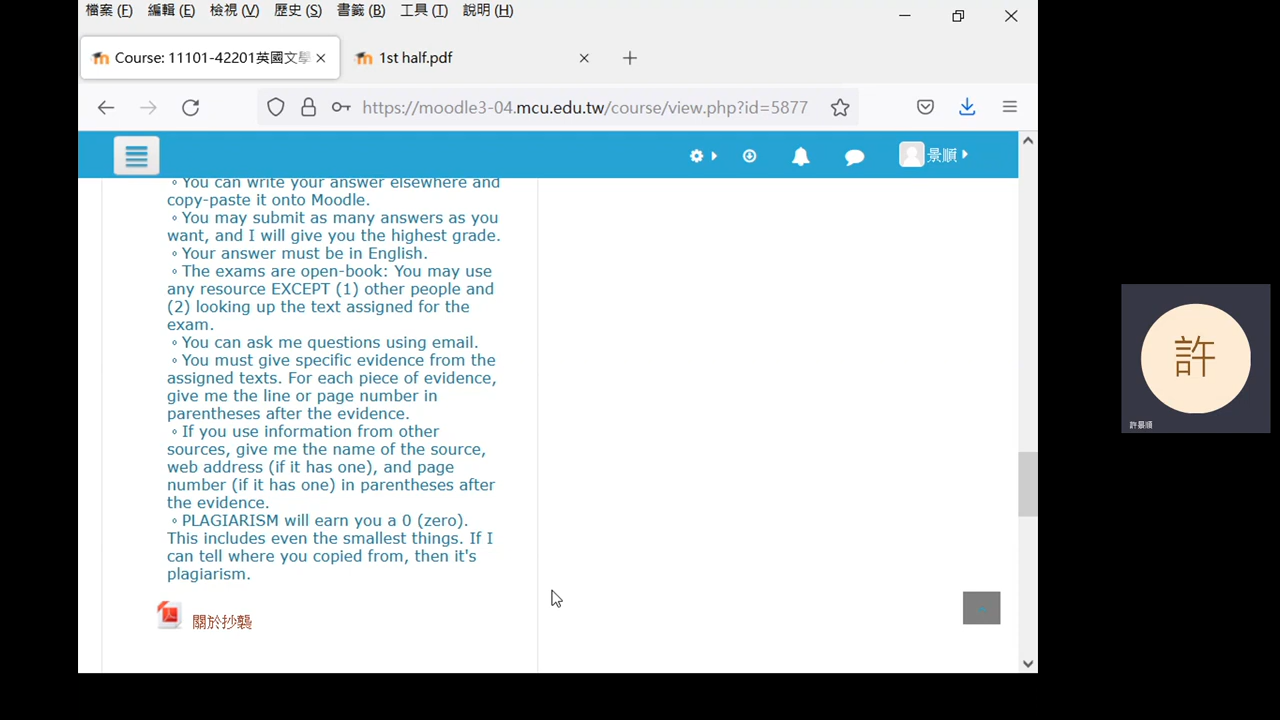 檔案 (F) 編輯 (E) 檢視 (V) 歷史 (S) 書籤 (B) 工具 (T) 說明 (H)
Course: 11101-42201英國文學
1st half.pdf
https://moodle3-04.mcu.edu.tw/course/view.php?id=5877
景順
◦ You can write your answer elsewhere and
copy-paste it onto Moodle.
◦ You may submit as many answers as you
want, and I will give you the highest grade.
◦ Your answer must be in English.
◦ The exams are open-book: You may use
any resource EXCEPT (1) other people and
(2) looking up the text assigned for the
exam.
◦ You can ask me questions using email.
◦ You must give specific evidence from the
assigned texts. For each piece of evidence,
give me the line or page number in
parentheses after the evidence.
◦ If you use information from other
sources, give me the name of the source,
web address (if it has one), and page
number (if it has one) in parentheses after
the evidence.
◦ PLAGIARISM will earn you a 0 (zero).
This includes even the smallest things. If I
can tell where you copied from, then it's
plagiarism.
關於抄襲
許
許景順